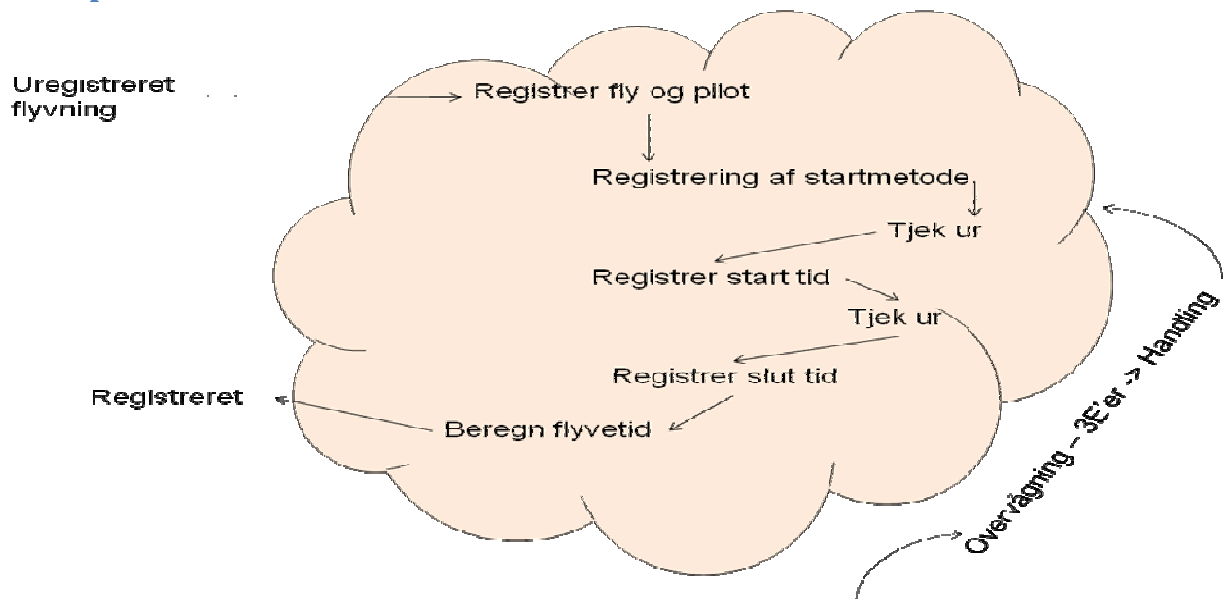 Uregistreret
flyvning
Registrer fly og pilot
Registrering af startmetode
Tjek ur
Registrer start tid
Tjek ur
Registrer slut tid
Registreret
Beregn flyvetid
Overvågning – 3E'er -> Handling